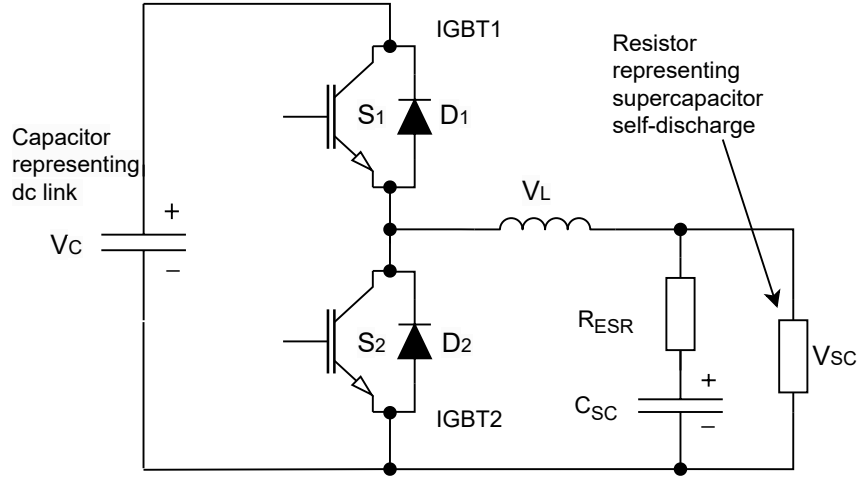 IGBT1
Resistor
representing
supercapacitor
self-discharge
S1
D1
Capacitor
representing
dc link
VL
+
VC
–
RESR
S2
D2
VSC
+
CSC
–
IGBT2